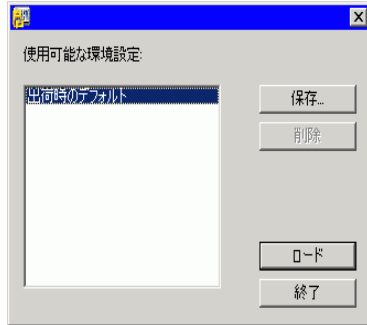 使用可能な環境設定:
出荷時のデフォルト
保存...
削除
ロード
終了